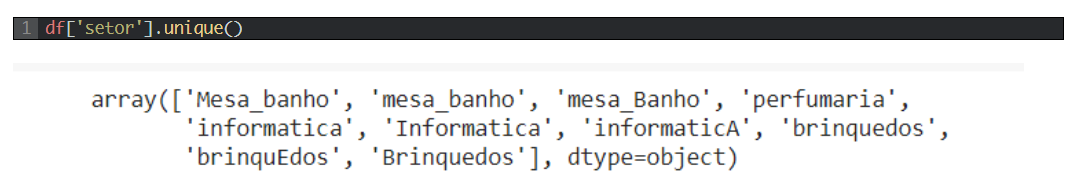 1 df['setor'].unique()
array(['Mesa_banho', 'mesa_banho', 'mesa_Banho', 'perfumaria',
'informatica', 'Informatica', 'informaticA', 'brinquedos',
'brinquEdos', 'Brinquedos'], dtype=object)